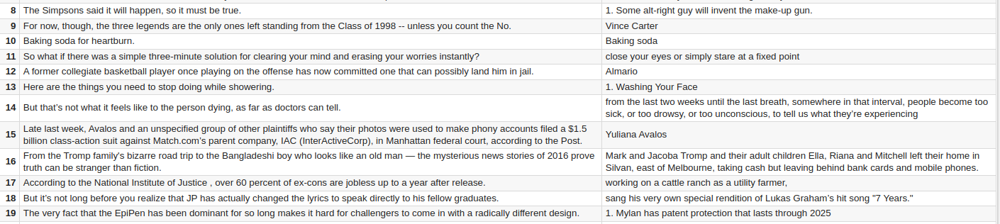 8 The Simpsons said it will happen, so it must be true. 1. Some alt-right guy will invent the make-up gun.
9 For now, though, the three legends are the only ones left standing from the Class of 1998 -- unless you count the No. Vince Carter
10 Baking soda for heartburn. Baking soda
11 So what if there was a simple three-minute solution for clearing your mind and erasing your worries instantly? close your eyes or simply stare at a fixed point
12 A former collegiate basketball player once playing on the offense has now committed one that can possibly land him in jail. Almario
13 Here are the things you need to stop doing while showering. 1. Washing Your Face
14 But that’s not what it feels like to the person dying, as far as doctors can tell. from the last two weeks until the last breath, somewhere in that interval, people become too
sick, or too drowsy, or too unconscious, to tell us what they’re experiencing
15 Late last week, Avalos and an unspecified group of other plaintiffs who say their photos were used to make phony accounts filed a $1.5
billion class-action suit against Match.com’s parent company, IAC (InterActiveCorp), in Manhattan federal court, according to the Post. Yuliana Avalos
16 From the Tromp family's bizarre road trip to the Bangladeshi boy who looks like an old man — the mysterious news stories of 2016 prove
truth can be stranger than fiction. Mark and Jacoba Tromp and their adult children Ella, Riana and Mitchell left their home in
Silvan, east of Melbourne, taking cash but leaving behind bank cards and mobile phones.
17 According to the National Institute of Justice , over 60 percent of ex-cons are jobless up to a year after release. working on a cattle ranch as a utility farmer,
18 But it’s not long before you realize that JP has actually changed the lyrics to speak directly to his fellow graduates. sang his very own special rendition of Lukas Graham’s hit song "7 Years."
19 The very fact that the EpiPen has been dominant for so long makes it hard for challengers to come in with a radically different design. 1. Mylan has patent protection that lasts through 2025